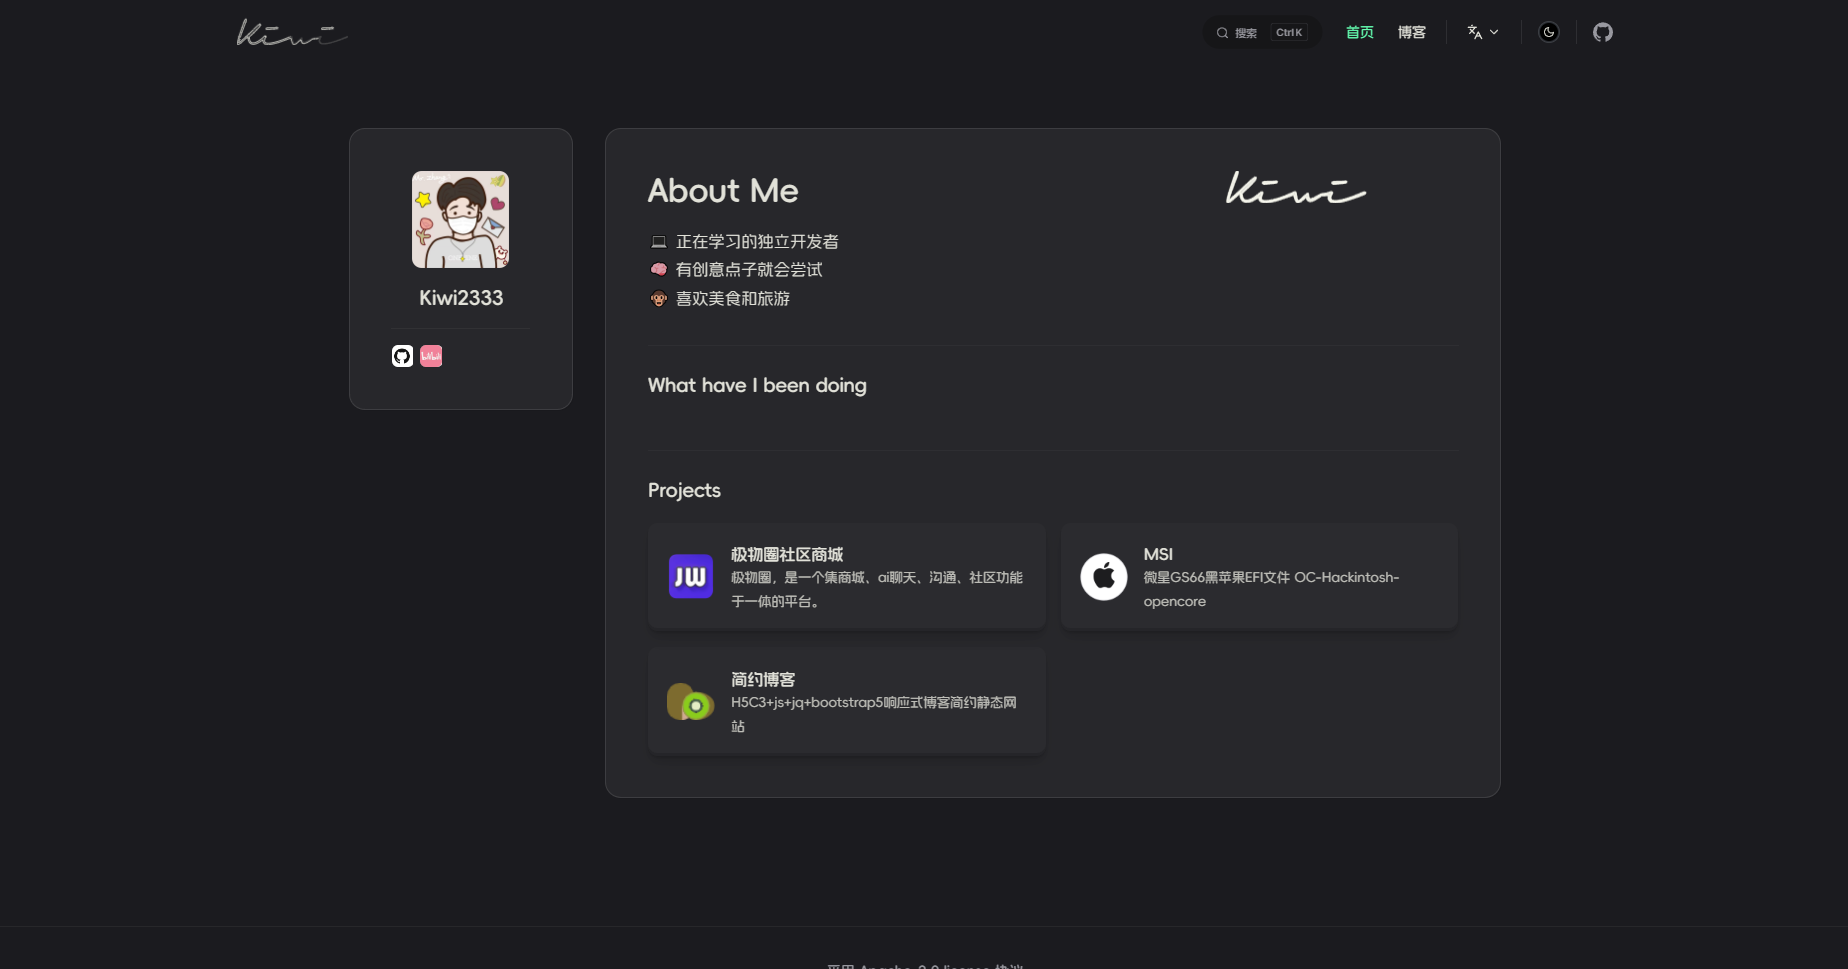 Kiwi
搜索 Ctrl K 首页 博客
Kiwi2333
bilibili
About Me
Kiwi
正在学习的独立开发者
有创意点子就会尝试
喜欢美食和旅游
What have I been doing
Projects
JW
极物圈社区商城
极物圈，是一个集商城、ai聊天、沟通、社区功能
于一体的平台。
MSI
微星GS66黑苹果EFI文件 OC-Hackintosh-
opencore
简约博客
H5C3+js+jq+bootstrap5响应式博客简约静态网
站